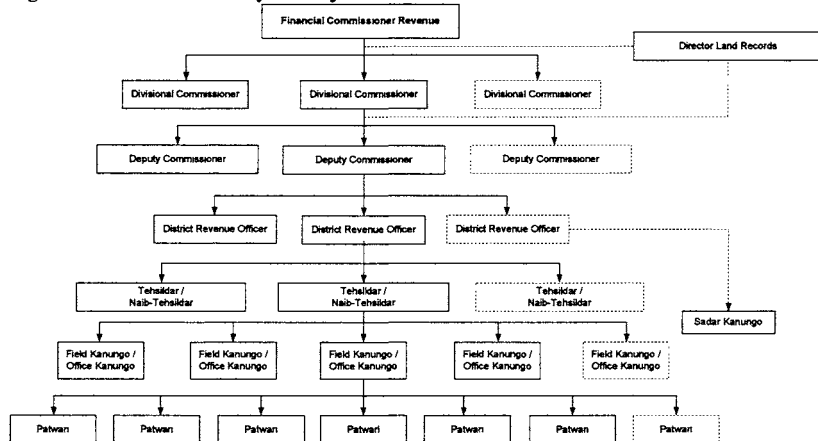 Financial Commissioner Revenue
Director Land Records
Divisional Commissioner
Divisional Commissioner
Divisional Commissioner
Deputy Commissioner
Deputy Commissioner
Deputy Commissioner
District Revenue Officer
District Revenue Officer
District Revenue Officer
Tehsildar /
Naib-Tehsildar
Tehsildar /
Naib-Tehsildar
Tehsildar /
Naib-Tehsildar
Sadar Kanungo
Field Kanungo /
Office Kanungo
Field Kanungo /
Office Kanungo
Field Kanungo /
Office Kanungo
Field Kanungo /
Office Kanungo
Field Kanungo /
Office Kanungo
Patwari
Patwari
Patwari
Patwari
Patwari
Patwari
Patwari